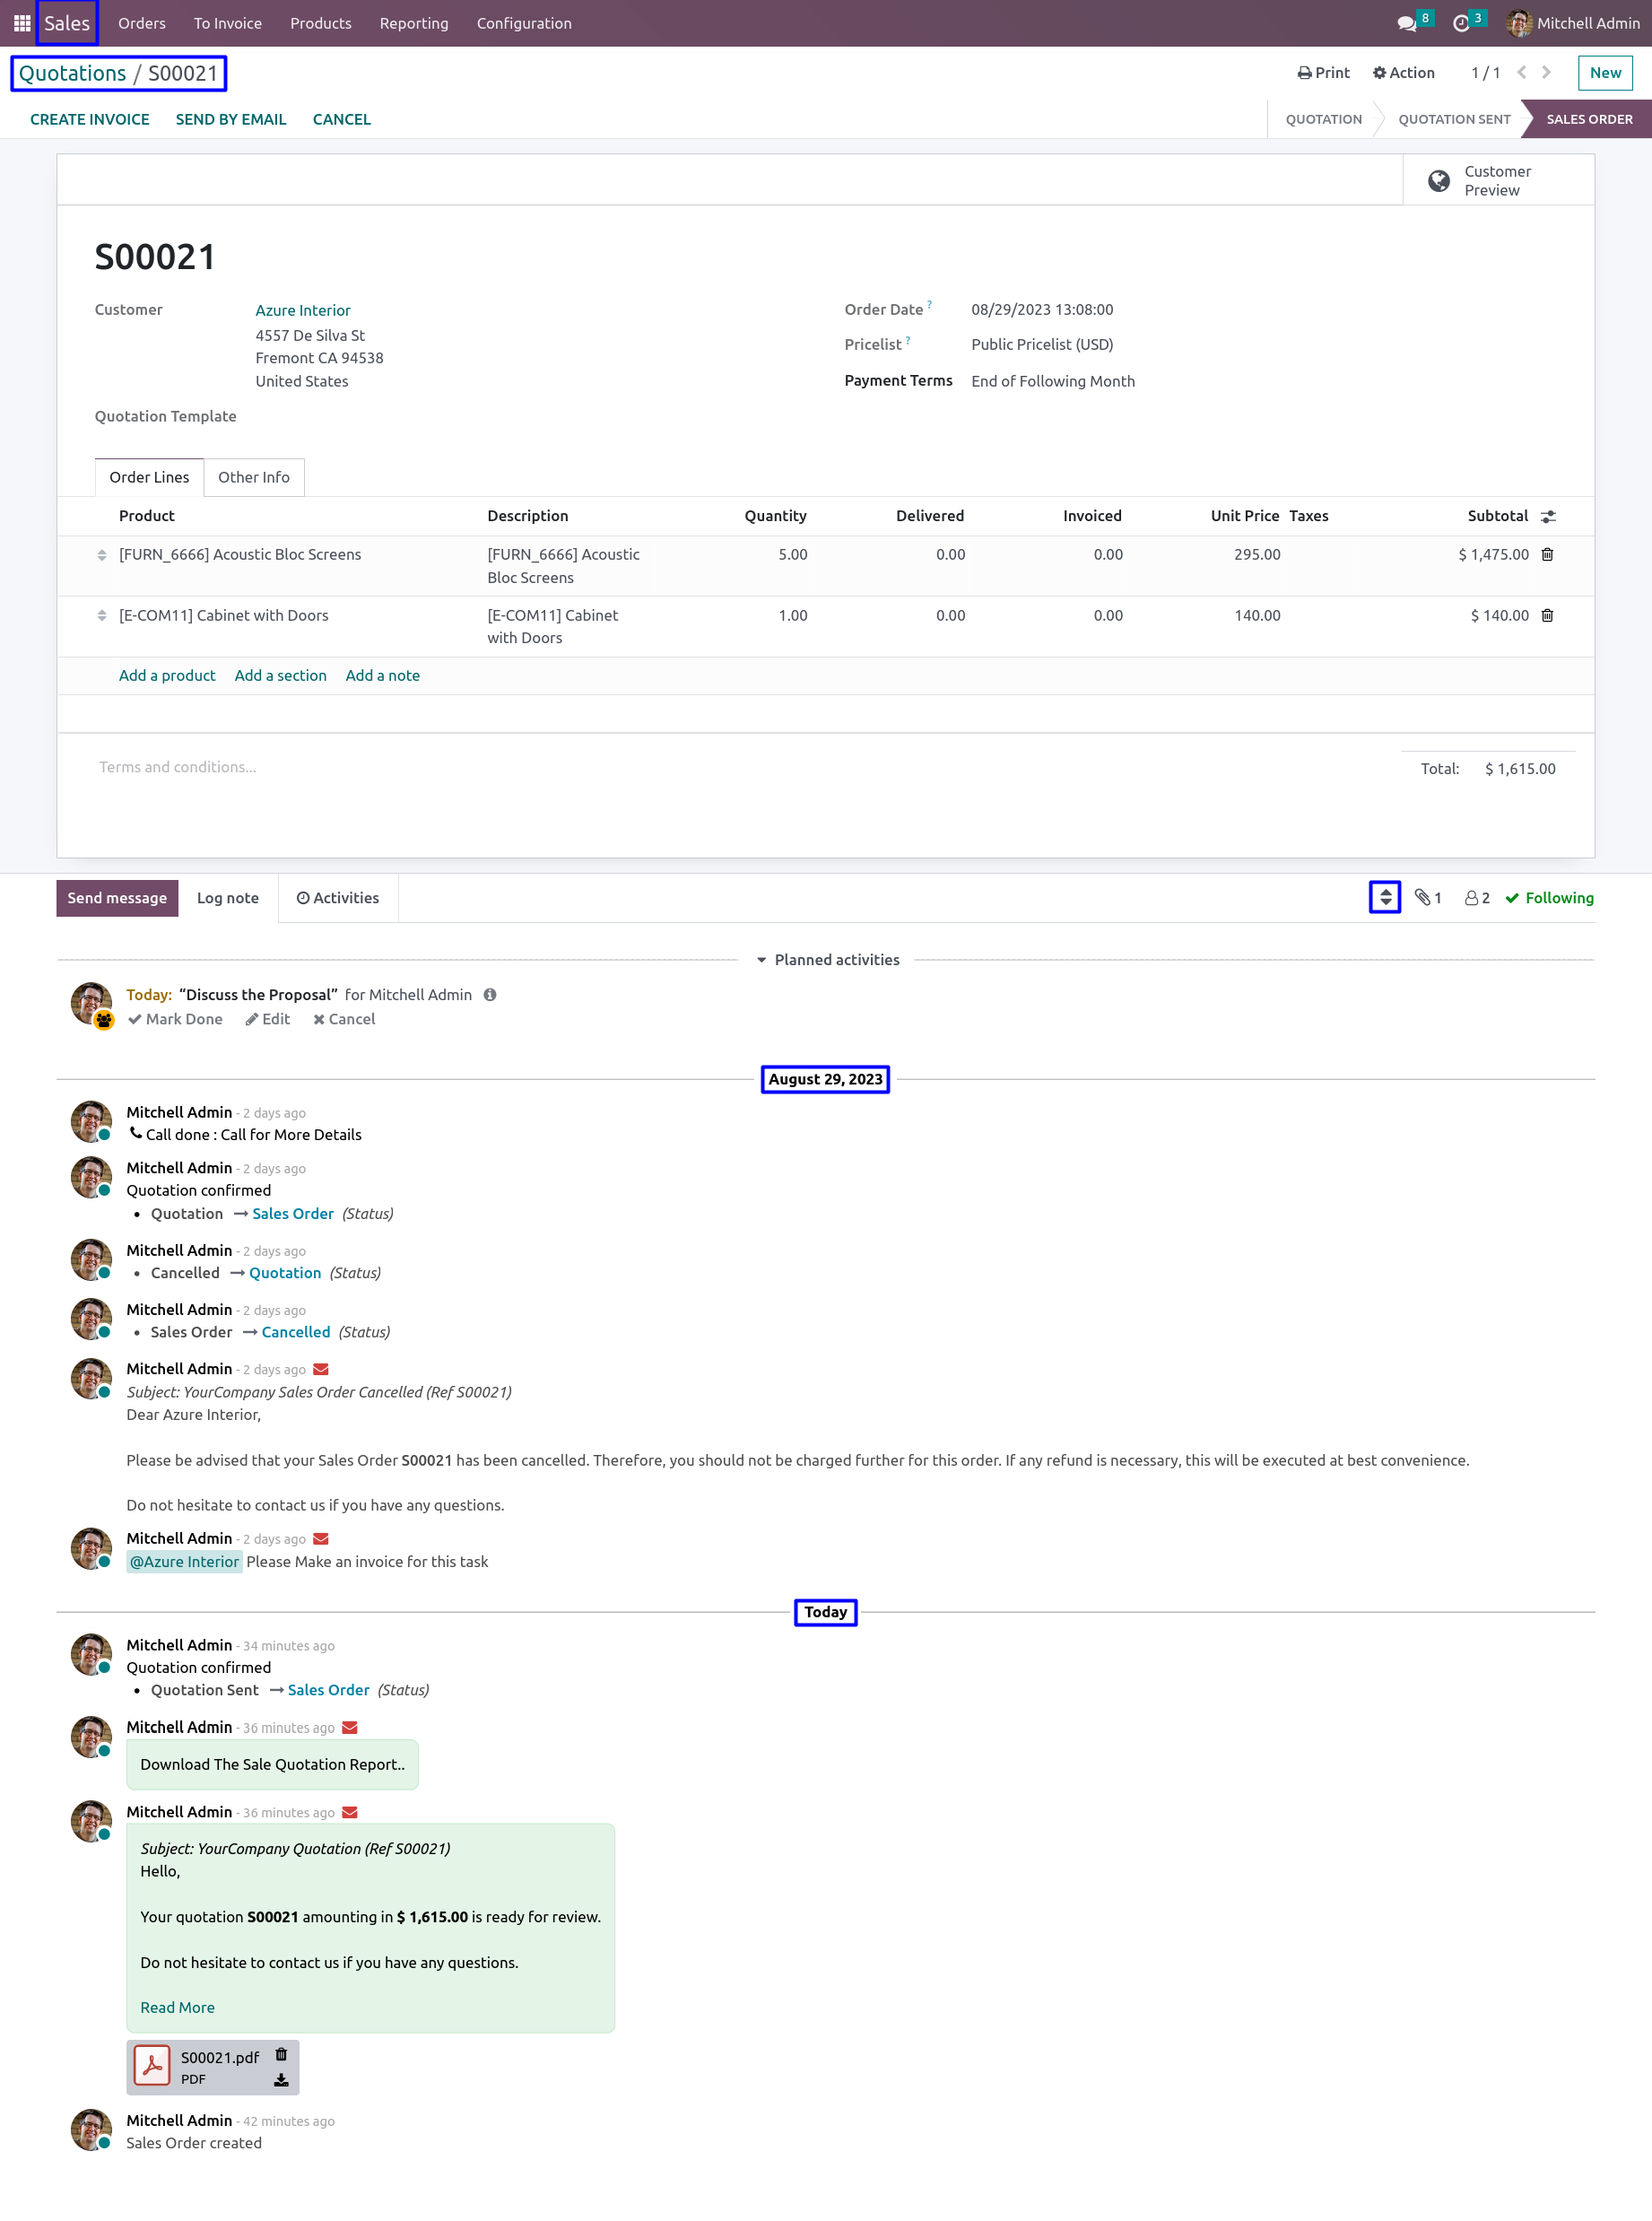 Sales Orders To Invoice Products Reporting Configuration 8 3 Mitchell Admin
Quotations / S00021 Print Action 1 / 1 New
CREATE INVOICE SEND BY EMAIL CANCEL QUOTATION QUOTATION SENT SALES ORDER
Customer
Preview
S00021
Customer Azure Interior Order Date ? 08/29/2023 13:08:00
4557 De Silva St
Fremont CA 94538 Pricelist ? Public Pricelist (USD)
United States Payment Terms End of Following Month
Quotation Template
Order Lines Other Info
Product Description Quantity Delivered Invoiced Unit Price Taxes Subtotal
[FURN_6666] Acoustic Bloc Screens [FURN_6666] Acoustic 5.00 0.00 0.00 295.00 $ 1,475.00
Bloc Screens
[E-COM11] Cabinet with Doors [E-COM11] Cabinet 1.00 0.00 0.00 140.00 $ 140.00
with Doors
Add a product Add a section Add a note
Terms and conditions... Total: $ 1,615.00
Send message Log note Activities 1 2 Following
Planned activities
Today: “Discuss the Proposal” for Mitchell Admin
Mark Done Edit Cancel
August 29, 2023
Mitchell Admin - 2 days ago
Call done : Call for More Details
Mitchell Admin - 2 days ago
Quotation confirmed
• Quotation → Sales Order (Status)
Mitchell Admin - 2 days ago
• Cancelled → Quotation (Status)
Mitchell Admin - 2 days ago
• Sales Order → Cancelled (Status)
Mitchell Admin - 2 days ago
Subject: YourCompany Sales Order Cancelled (Ref S00021)
Dear Azure Interior,
Please be advised that your Sales Order S00021 has been cancelled. Therefore, you should not be charged further for this order. If any refund is necessary, this will be executed at best convenience.
Do not hesitate to contact us if you have any questions.
Mitchell Admin - 2 days ago
@Azure Interior Please Make an invoice for this task
Today
Mitchell Admin - 34 minutes ago
Quotation confirmed
• Quotation Sent → Sales Order (Status)
Mitchell Admin - 36 minutes ago
Download The Sale Quotation Report..
Mitchell Admin - 36 minutes ago
Subject: YourCompany Quotation (Ref S00021)
Hello,
Your quotation S00021 amounting in $ 1,615.00 is ready for review.
Do not hesitate to contact us if you have any questions.
Read More
S00021.pdf
PDF
Mitchell Admin - 42 minutes ago
Sales Order created